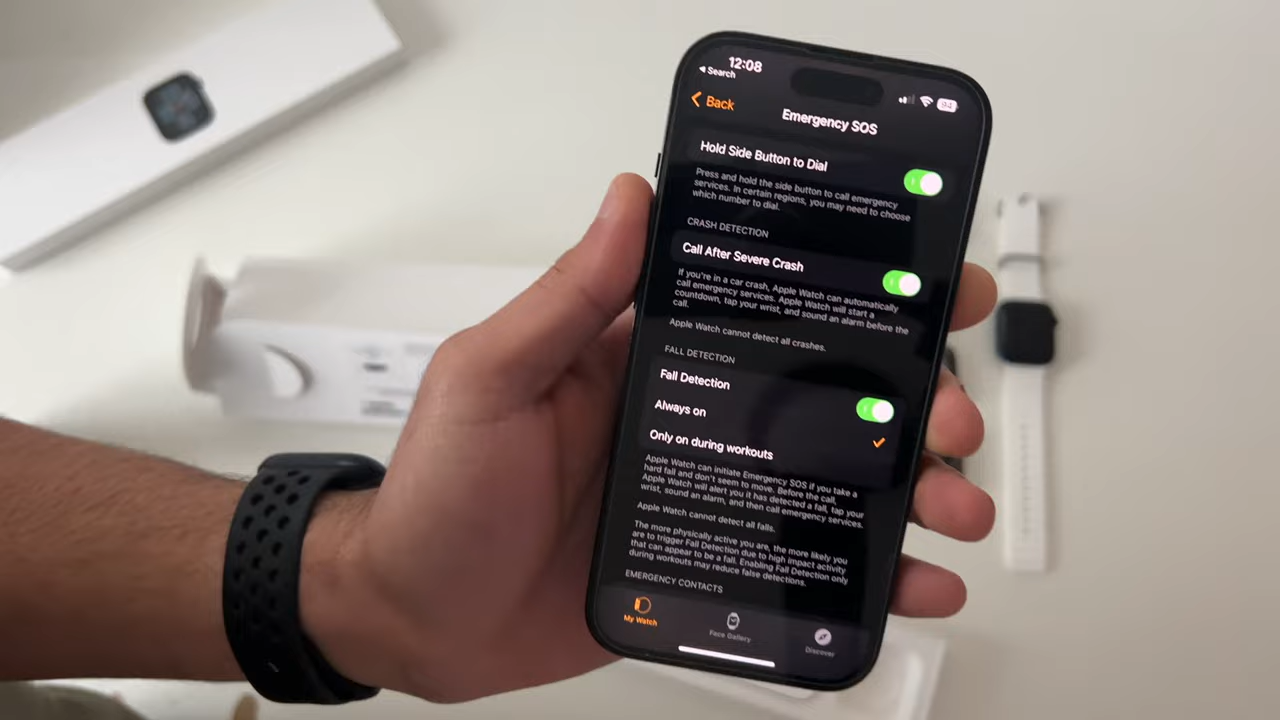 12:08
Search
94
Back
Emergency SOS
Hold Side Button to Dial
Press and hold the side button to call emergency
services. In certain regions, you may need to choose
which number to dial.
CRASH DETECTION
Call After Severe Crash
If you're in a car crash, Apple Watch can automatically
call emergency services. Apple Watch will start a
countdown, tap your wrist, and sound an alarm before the
call.
Apple Watch cannot detect all crashes.
FALL DETECTION
Fall Detection
Always on
Only on during workouts
Apple Watch can initiate Emergency SOS if you take a
hard fall and don't seem to move. Before the call,
Apple Watch will alert you it has detected a fall, tap your
wrist, sound an alarm, and then call emergency services.
Apple Watch cannot detect all falls.
The more physically active you are, the more likely you
are to trigger Fall Detection due to high impact activity
that can appear to be a fall. Enabling Fall Detection only
during workouts may reduce false detections.
EMERGENCY CONTACTS
My Watch
Face Gallery
Discover